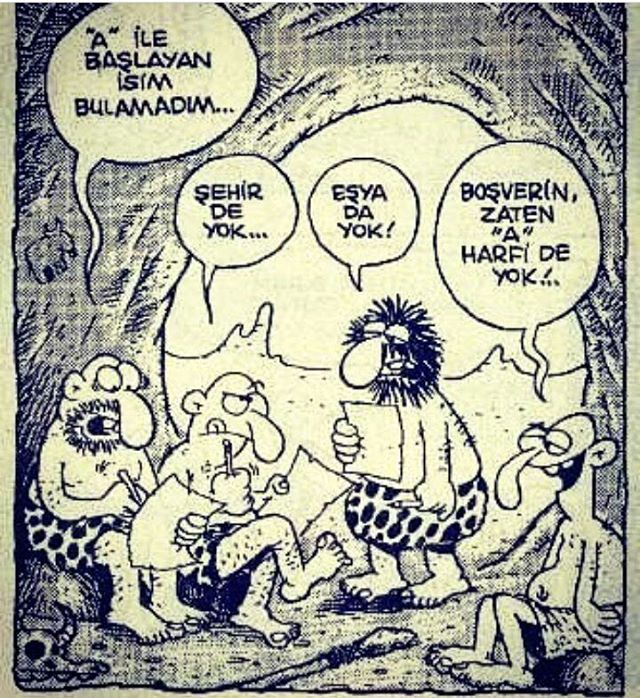 "A" İLE
BAŞLAYAN
İSİM
BULAMADIM...
ŞEHİR
DE
YOK...
EŞYA
DA
YOK!
BOŞVERİN,
ZATEN
"A"
HARFİ DE
YOK!..